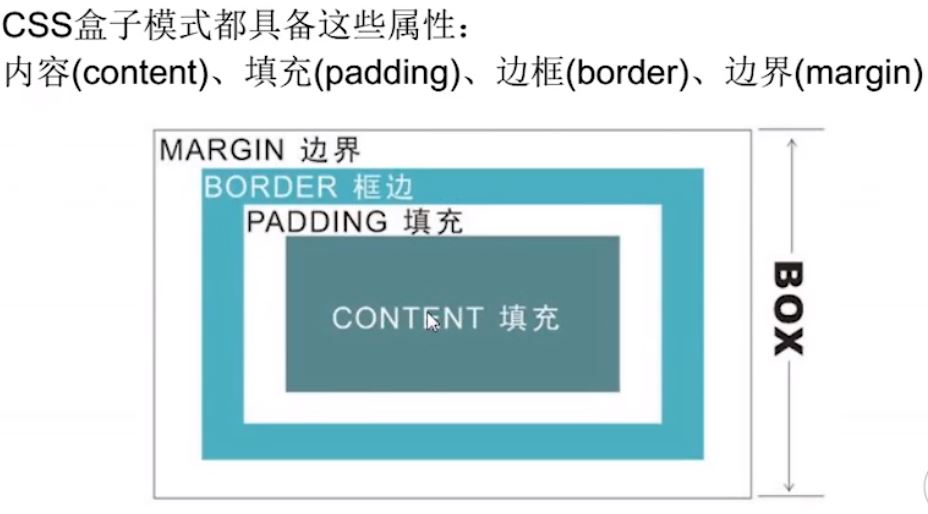 CSS盒子模式都具备这些属性：
内容(content)、填充(padding)、边框(border)、边界(margin)
MARGIN 边界
BORDER 框边
PADDING 填充
CONTENT 填充
BOX